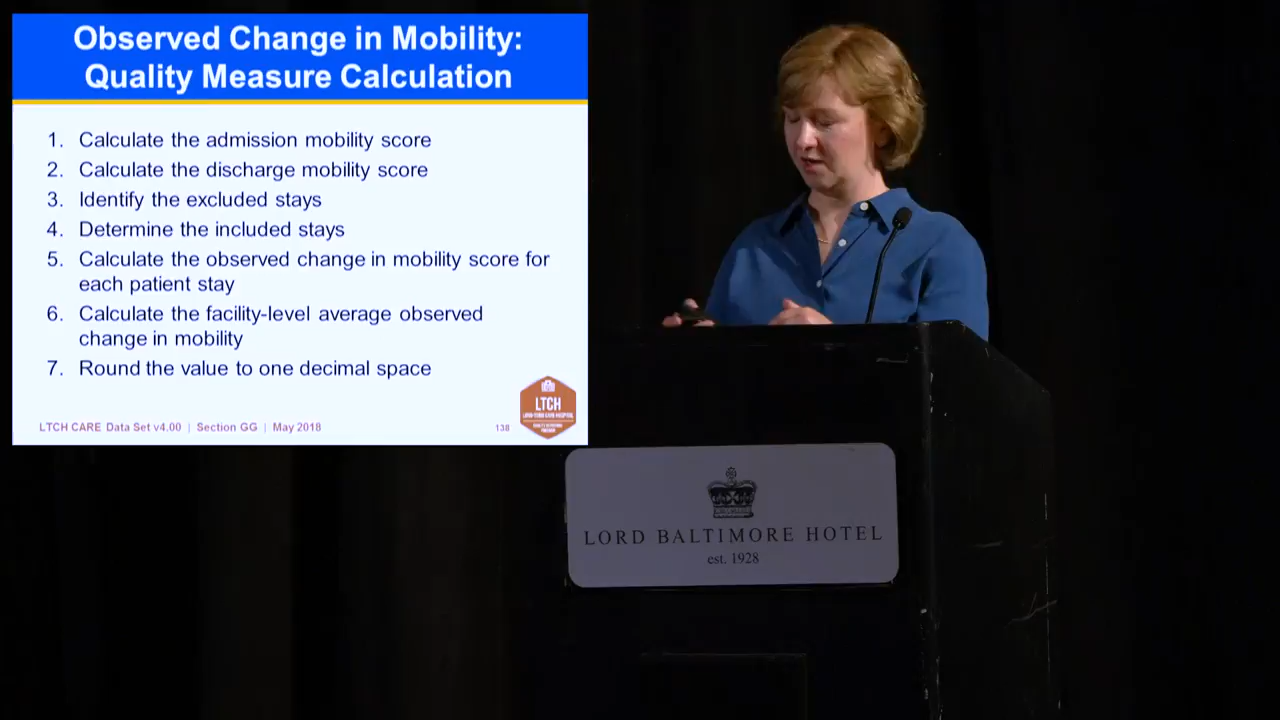 Observed Change in Mobility:
Quality Measure Calculation
1. Calculate the admission mobility score
2. Calculate the discharge mobility score
3. Identify the excluded stays
4. Determine the included stays
5. Calculate the observed change in mobility score for
each patient stay
6. Calculate the facility-level average observed
change in mobility
7. Round the value to one decimal space
LTCH CARE Data Set v4.00 | Section GG | May 2018
138
LTCH
LONG-TERM CARE HOSPITAL
LORD BALTIMORE HOTEL
est. 1928